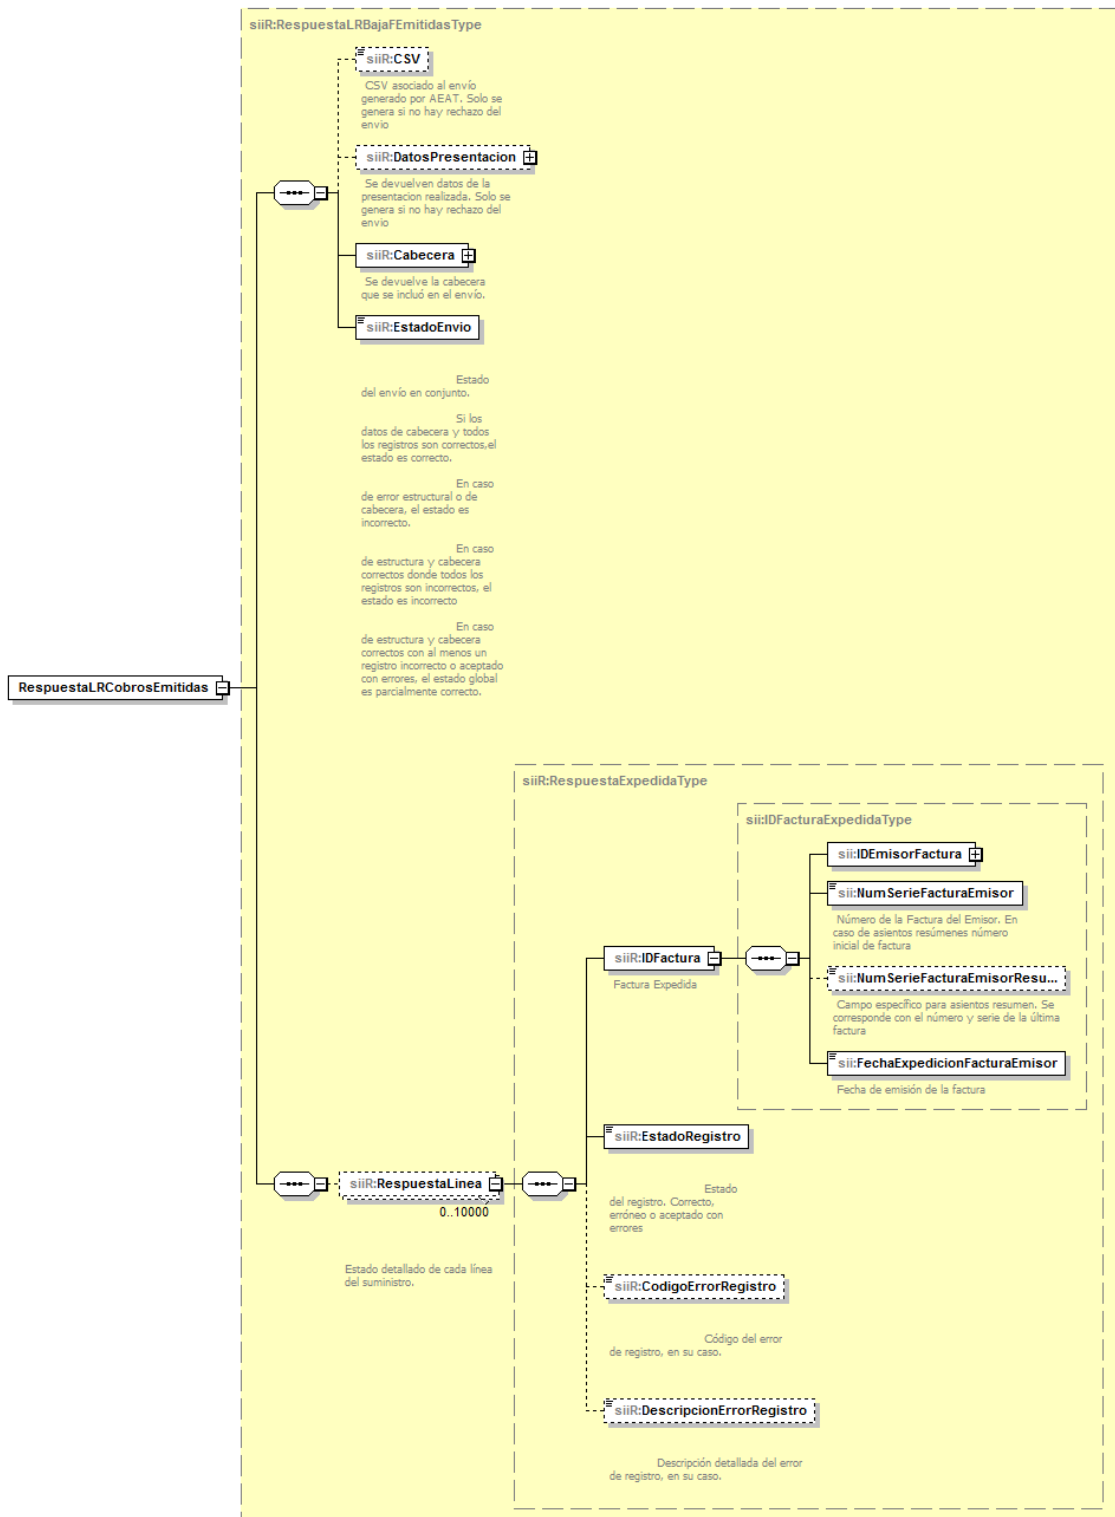 siiR:RespuestaLRBajaFEmitidasType
siiR:CSV
CSV asociado al envío
generado por AEAT. Solo se
genera si no hay rechazo del
envio
siiR:DatosPresentacion
Se devuelven datos de la
presentacion realizada. Solo se
genera si no hay rechazo del
envio
siiR:Cabecera
Se devuelve la cabecera
que se incluó en el envío.
siiR:EstadoEnvio
Estado
del envío en conjunto.
Si los
datos de cabecera y todos
los registros son correctos,el
estado es correcto.
En caso
de error estructural o de
cabecera, el estado es
incorrecto.
En caso
de estructura y cabecera
correctos donde todos los
registros son incorrectos, el
estado es incorrecto
En caso
de estructura y cabecera
correctos con al menos un
registro incorrecto o aceptado
con errores, el estado global
es parcialmente correcto.
RespuestaLRCobrosEmitidas
siiR:RespuestaExpedidaType
sii:IDFacturaExpedidaType
sii:IDEmisorFactura
sii:NumSerieFacturaEmisor
Número de la Factura del Emisor. En
caso de asientos resúmenes número
inicial de factura
siiR:IDFactura
Factura Expedida
sii:NumSerieFacturaEmisorResu...
Campo específico para asientos resumen. Se
corresponde con el número y serie de la última
factura
sii:FechaExpedicionFacturaEmisor
Fecha de emisión de la factura
siiR:EstadoRegistro
Estado
del registro. Correcto,
erróneo o aceptado con
errores
siiR:RespuestaLinea
0..10000
Estado detallado de cada línea
del suministro.
siiR:CodigoErrorRegistro
Código del error
de registro, en su caso.
siiR:DescripcionErrorRegistro
Descripción detallada del error
de registro, en su caso.